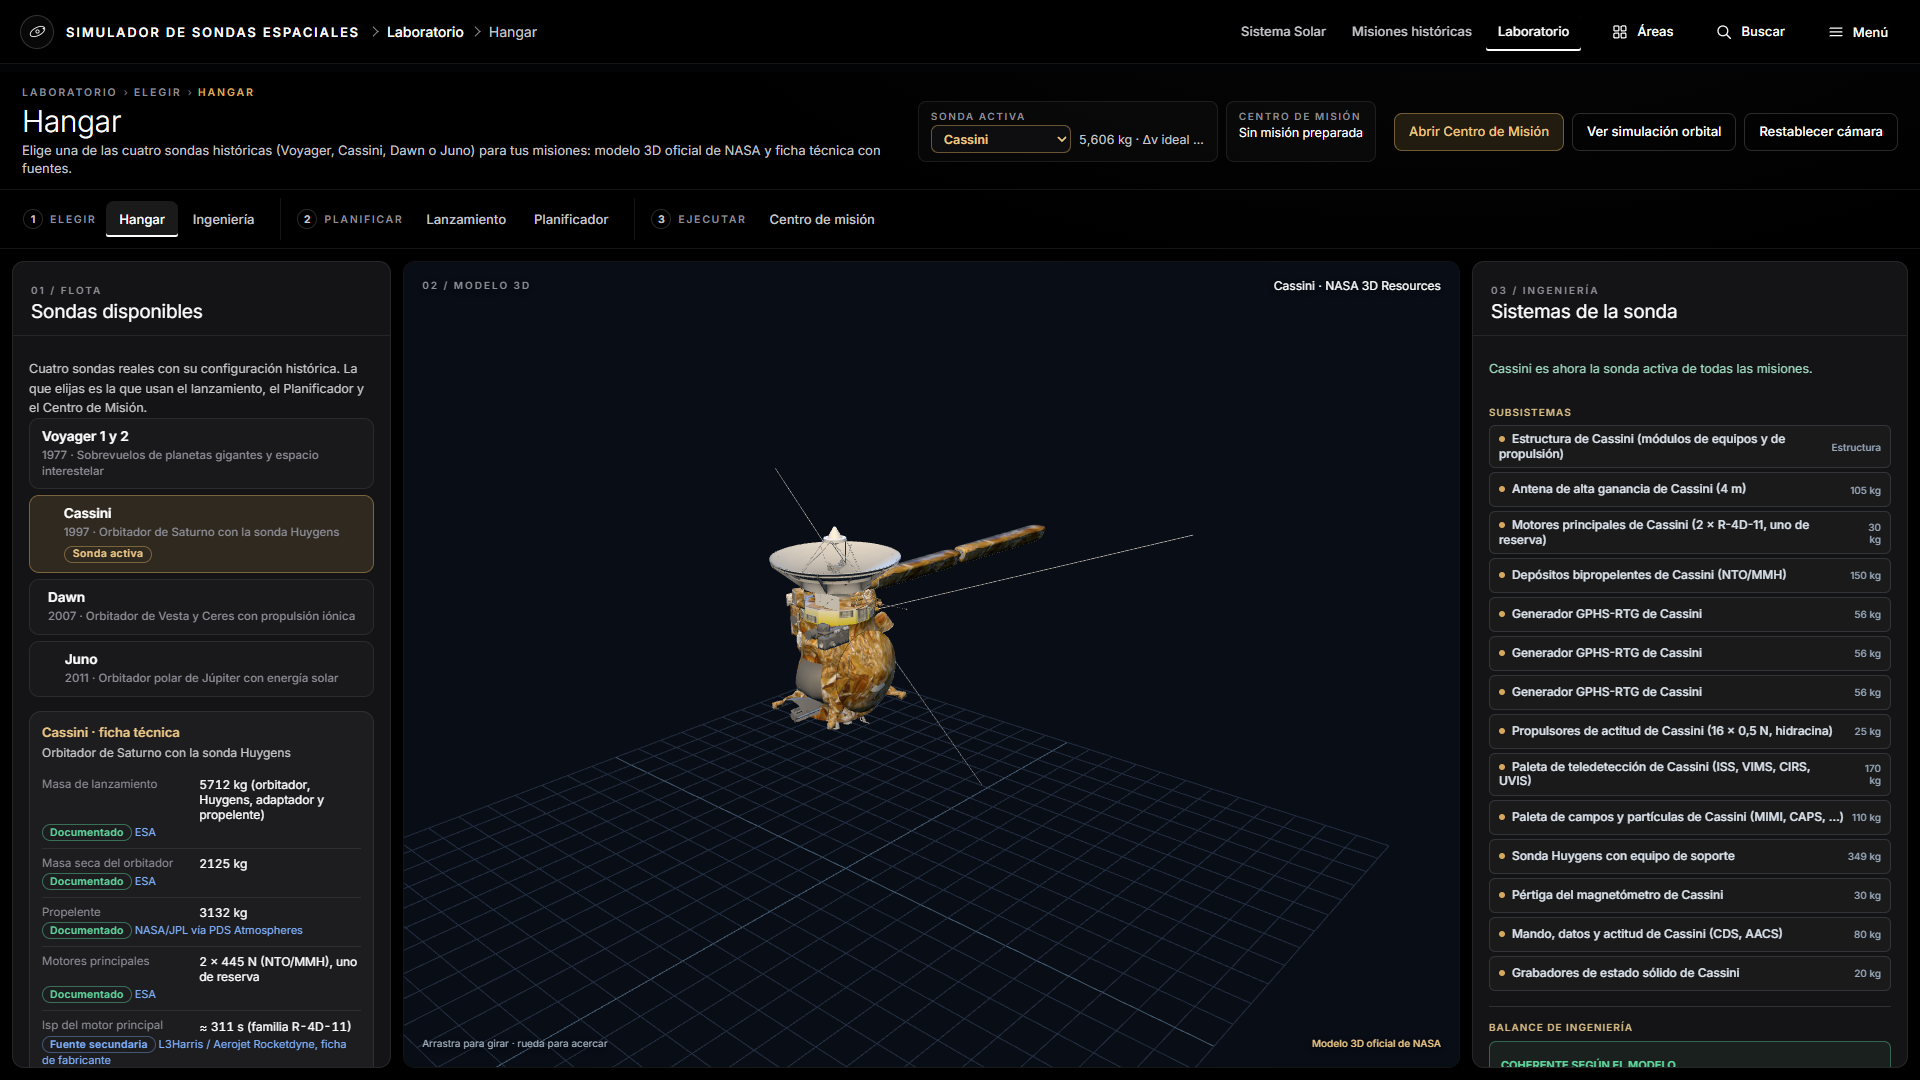 SIMULADOR DE SONDAS ESPACIALES > Laboratorio > Hangar
Sistema Solar
Misiones históricas
Laboratorio
Áreas
Buscar
Menú
LABORATORIO › ELEGIR › HANGAR
Hangar
Elige una de las cuatro sondas históricas (Voyager, Cassini, Dawn o Juno) para tus misiones: modelo 3D oficial de NASA y ficha técnica con
fuentes.
SONDA ACTIVA
Cassini
5,606 kg · Δv ideal ...
CENTRO DE MISIÓN
Sin misión preparada
Abrir Centro de Misión
Ver simulación orbital
Restablecer cámara
1 ELEGIR
Hangar
Ingeniería
2 PLANIFICAR
Lanzamiento
Planificador
3 EJECUTAR
Centro de misión
01 / FLOTA
Sondas disponibles
Cuatro sondas reales con su configuración histórica. La
que elijas es la que usan el lanzamiento, el Planificador y
el Centro de Misión.
Voyager 1 y 2
1977 · Sobrevuelos de planetas gigantes y espacio
interestelar
Cassini
1997 · Orbitador de Saturno con la sonda Huygens
Sonda activa
Dawn
2007 · Orbitador de Vesta y Ceres con propulsión iónica
Juno
2011 · Orbitador polar de Júpiter con energía solar
Cassini · ficha técnica
Orbitador de Saturno con la sonda Huygens
Masa de lanzamiento
5712 kg (orbitador,
Huygens, adaptador y
propelente)
Documentado ESA
Masa seca del orbitador
2125 kg
Documentado ESA
Propelente
3132 kg
Documentado NASA/JPL vía PDS Atmospheres
Motores principales
2 × 445 N (NTO/MMH), uno
de reserva
Documentado ESA
Isp del motor principal
≈ 311 s (familia R-4D-11)
Fuente secundaria L3Harris / Aerojet Rocketdyne, ficha
de fabricante
02 / MODELO 3D
Cassini · NASA 3D Resources
Arrastra para girar · rueda para acercar
Modelo 3D oficial de NASA
03 / INGENIERÍA
Sistemas de la sonda
Cassini es ahora la sonda activa de todas las misiones.
SUBSISTEMAS
Estructura de Cassini (módulos de equipos y de
propulsión)
Estructura
Antena de alta ganancia de Cassini (4 m)
105 kg
Motores principales de Cassini (2 × R-4D-11, uno de
reserva)
30
kg
Depósitos bipropelentes de Cassini (NTO/MMH)
150 kg
Generador GPHS-RTG de Cassini
56 kg
Generador GPHS-RTG de Cassini
56 kg
Generador GPHS-RTG de Cassini
56 kg
Propulsores de actitud de Cassini (16 × 0,5 N, hidracina)
25 kg
Paleta de teledetección de Cassini (ISS, VIMS, CIRS,
UVIS)
170
kg
Paleta de campos y partículas de Cassini (MIMI, CAPS, ...)
110 kg
Sonda Huygens con equipo de soporte
349 kg
Pértiga del magnetómetro de Cassini
30 kg
Mando, datos y actitud de Cassini (CDS, AACS)
80 kg
Grabadores de estado sólido de Cassini
20 kg
BALANCE DE INGENIERÍA
COHERENTE SEGÚN EL MODELO